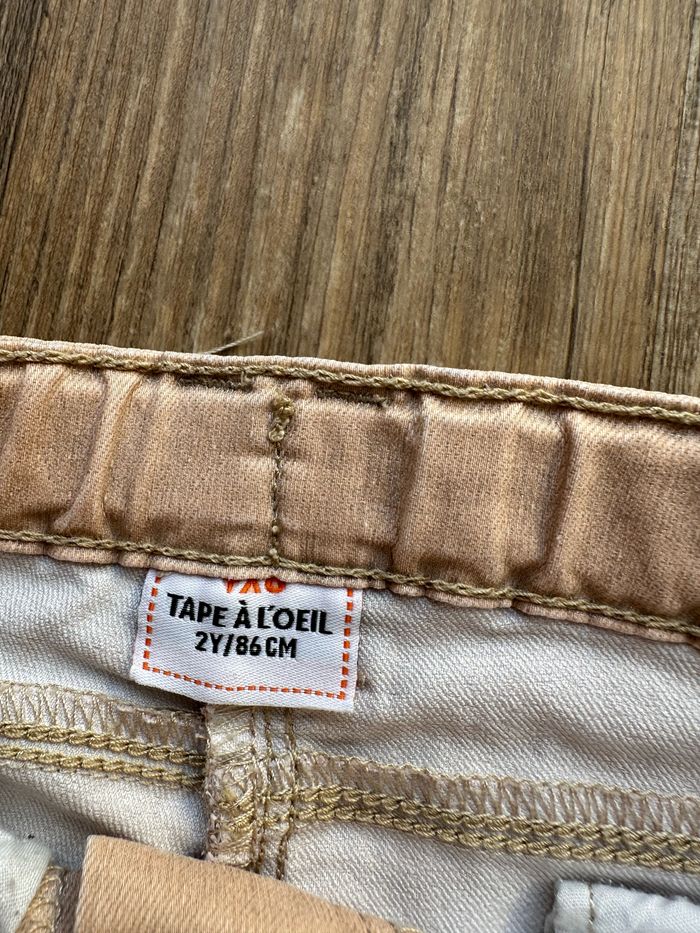 TAPE À L'OEIL
2Y/86CM